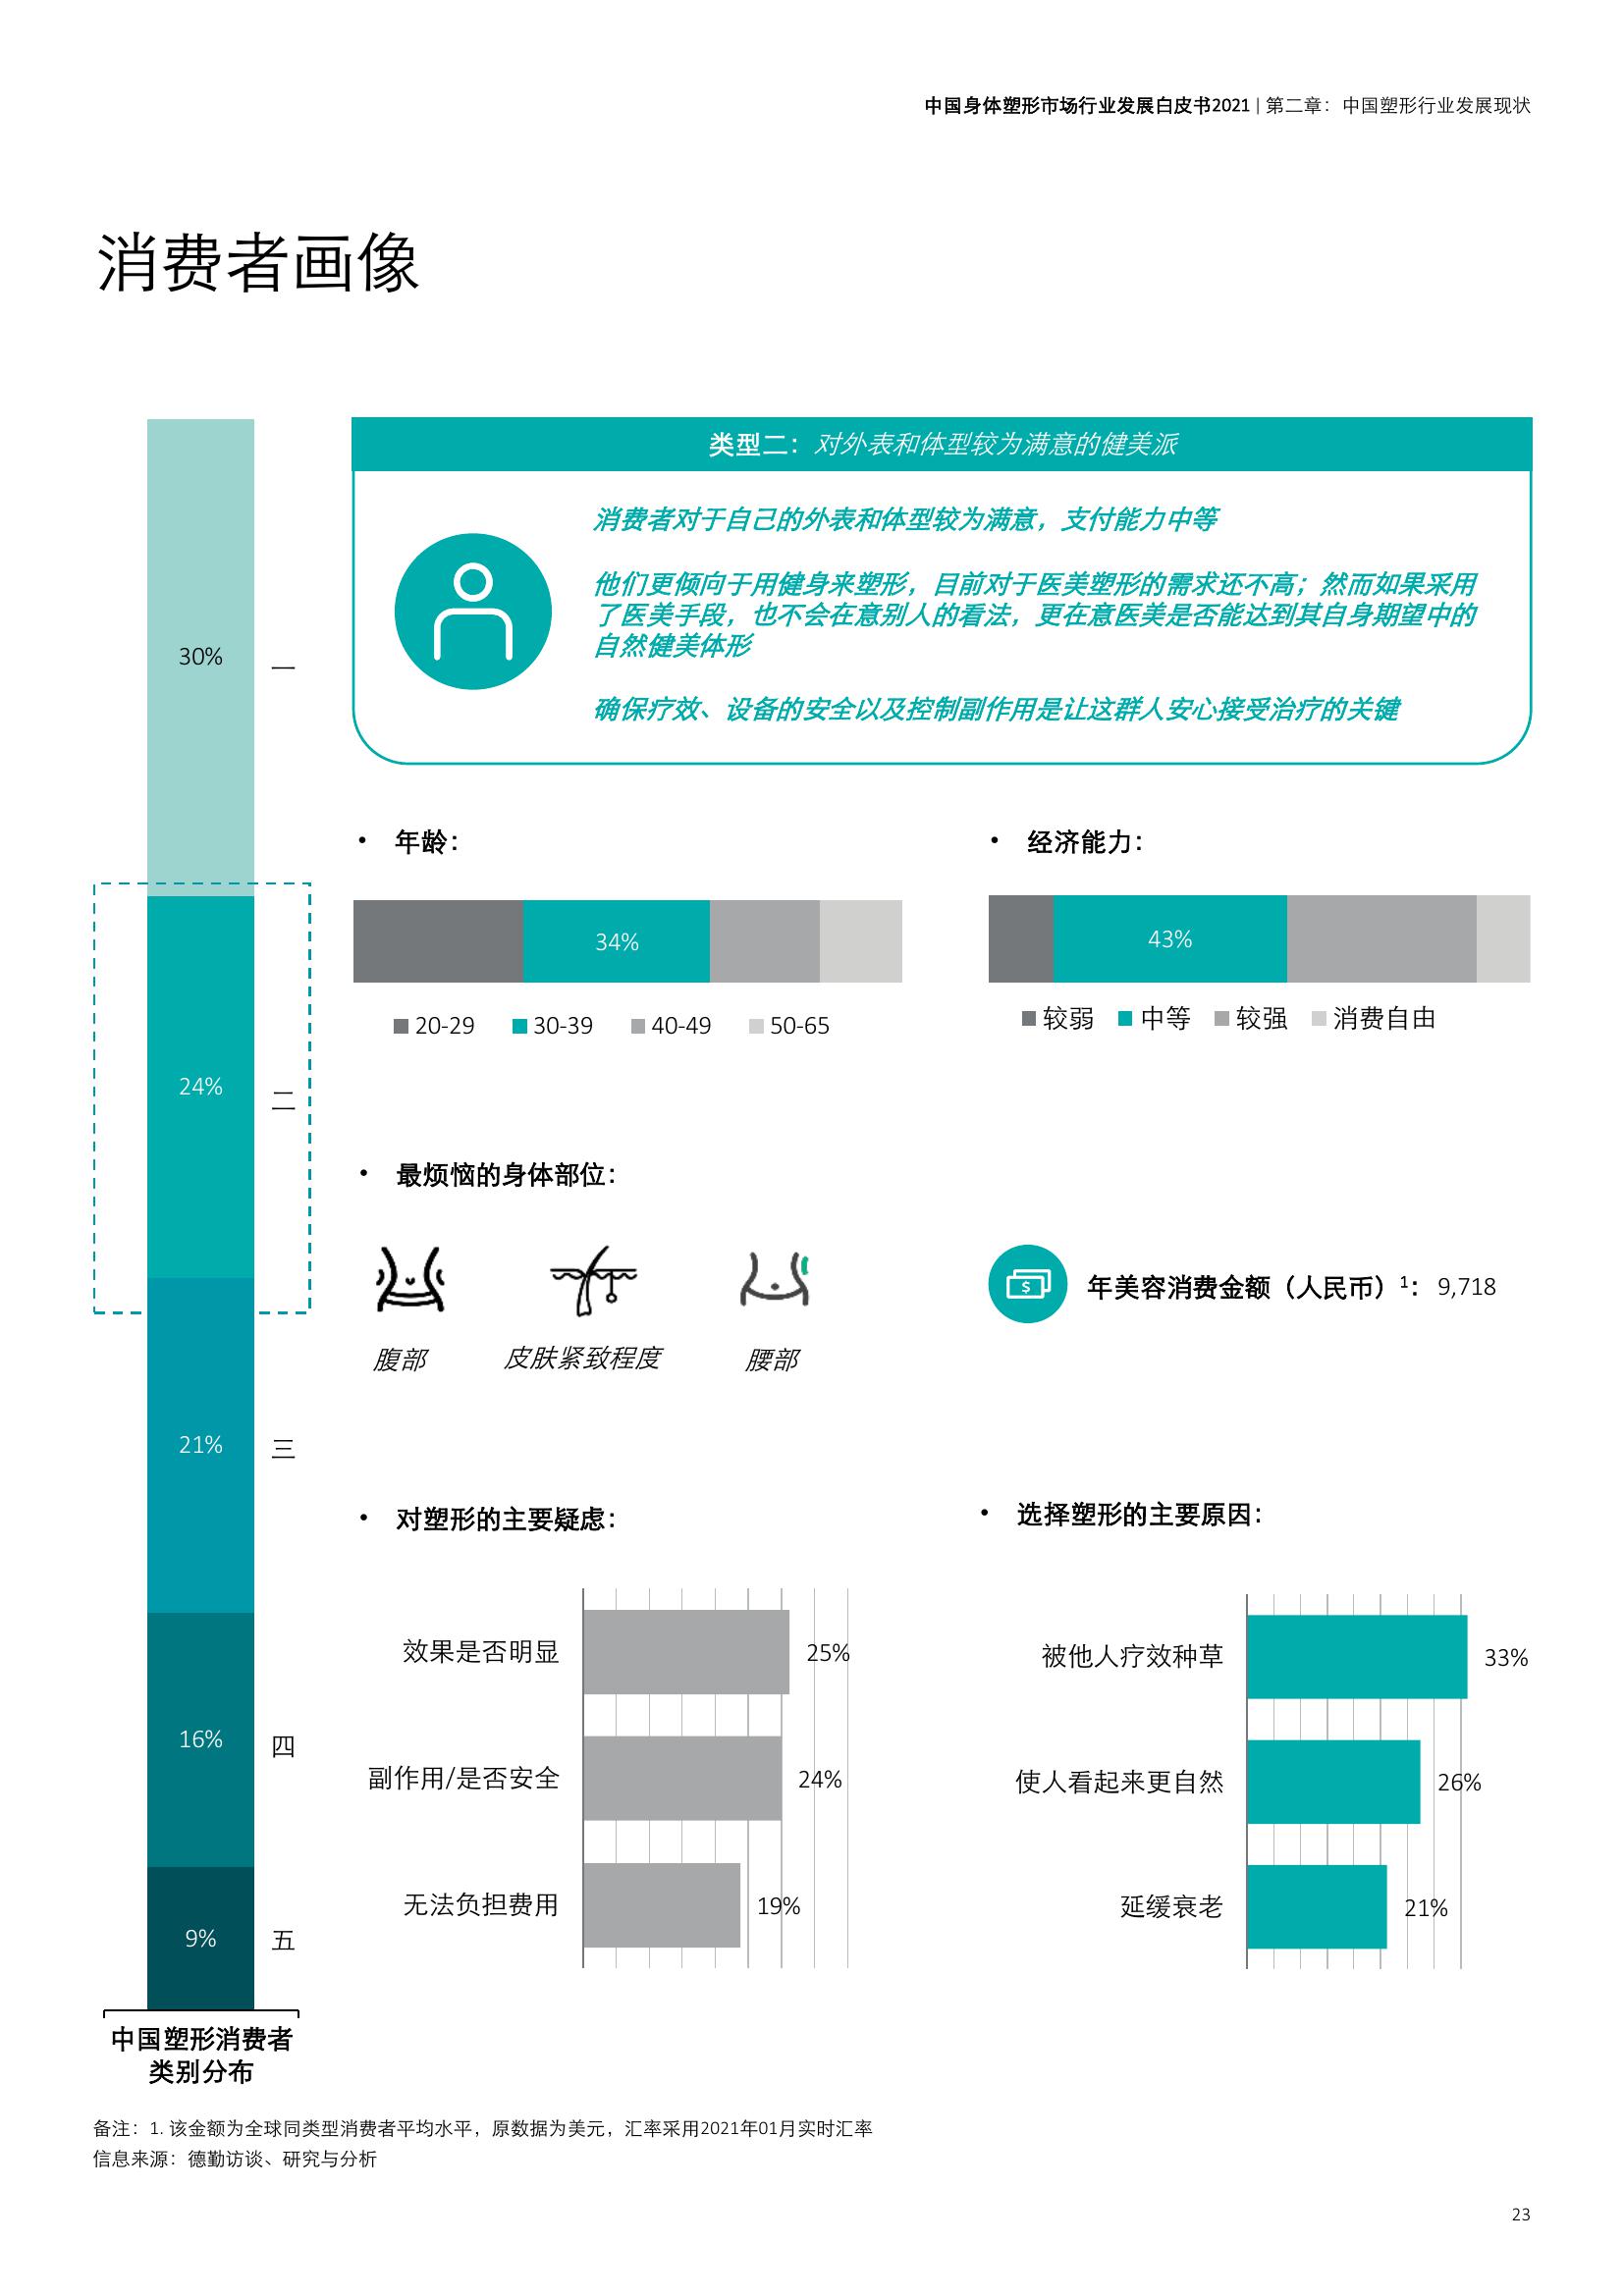 中国身体塑形市场行业发展白皮书2021 | 第二章：中国塑形行业发展现状
消费者画像
30%
一
24%
二
21%
三
16%
四
9%
五
中国塑形消费者
类别分布
类型二：对外表和体型较为满意的健美派
消费者对于自己的外表和体型较为满意，支付能力中等
他们更倾向于用健身来塑形，目前对于医美塑形的需求还不高；然而如果采用
了医美手段，也不会在意别人的看法，更在意医美是否能达到其自身期望中的
自然健美体形
确保疗效、设备的安全以及控制副作用是让这群人安心接受治疗的关键
• 年龄：
34%
20-29 30-39 40-49 50-65
• 经济能力：
43%
较弱 中等 较强 消费自由
• 最烦恼的身体部位：
腹部 皮肤紧致程度 腰部
$
年美容消费金额（人民币）¹： 9,718
• 对塑形的主要疑虑：
效果是否明显 25%
副作用/是否安全 24%
无法负担费用 19%
• 选择塑形的主要原因：
被他人疗效种草 33%
使人看起来更自然 26%
延缓衰老 21%
备注：1. 该金额为全球同类型消费者平均水平，原数据为美元，汇率采用2021年01月实时汇率
信息来源：德勤访谈、研究与分析
23